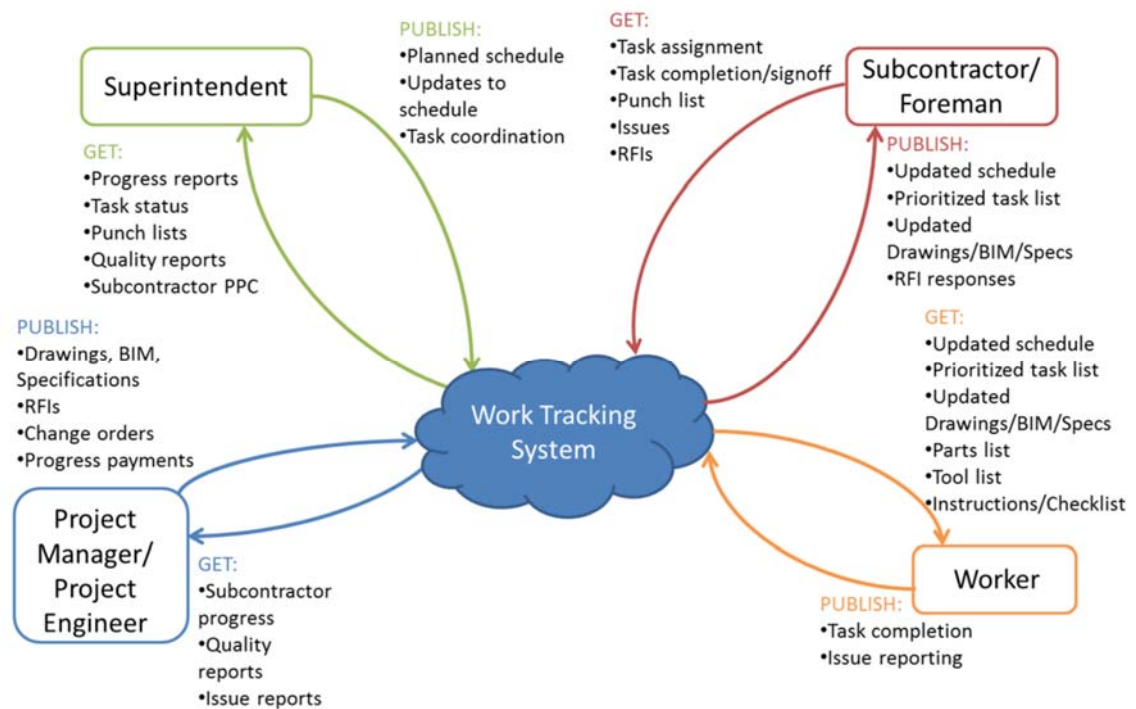 Superintendent
PUBLISH:
•Planned schedule
•Updates to
schedule
•Task coordination
GET:
•Progress reports
•Task status
•Punch lists
•Quality reports
•Subcontractor PPC
GET:
•Task assignment
•Task completion/signoff
•Punch list
•Issues
•RFIs
Subcontractor/
Foreman
PUBLISH:
•Updated schedule
•Prioritized task list
•Updated
Drawings/BIM/Specs
•RFI responses
PUBLISH:
•Drawings, BIM,
Specifications
•RFIs
•Change orders
•Progress payments
Work Tracking
System
GET:
•Updated schedule
•Prioritized task list
•Updated
Drawings/BIM/Specs
•Parts list
•Tool list
•Instructions/Checklist
Project
Manager/
Project
Engineer
GET:
•Subcontractor
progress
•Quality
reports
•Issue reports
Worker
PUBLISH:
•Task completion
•Issue reporting